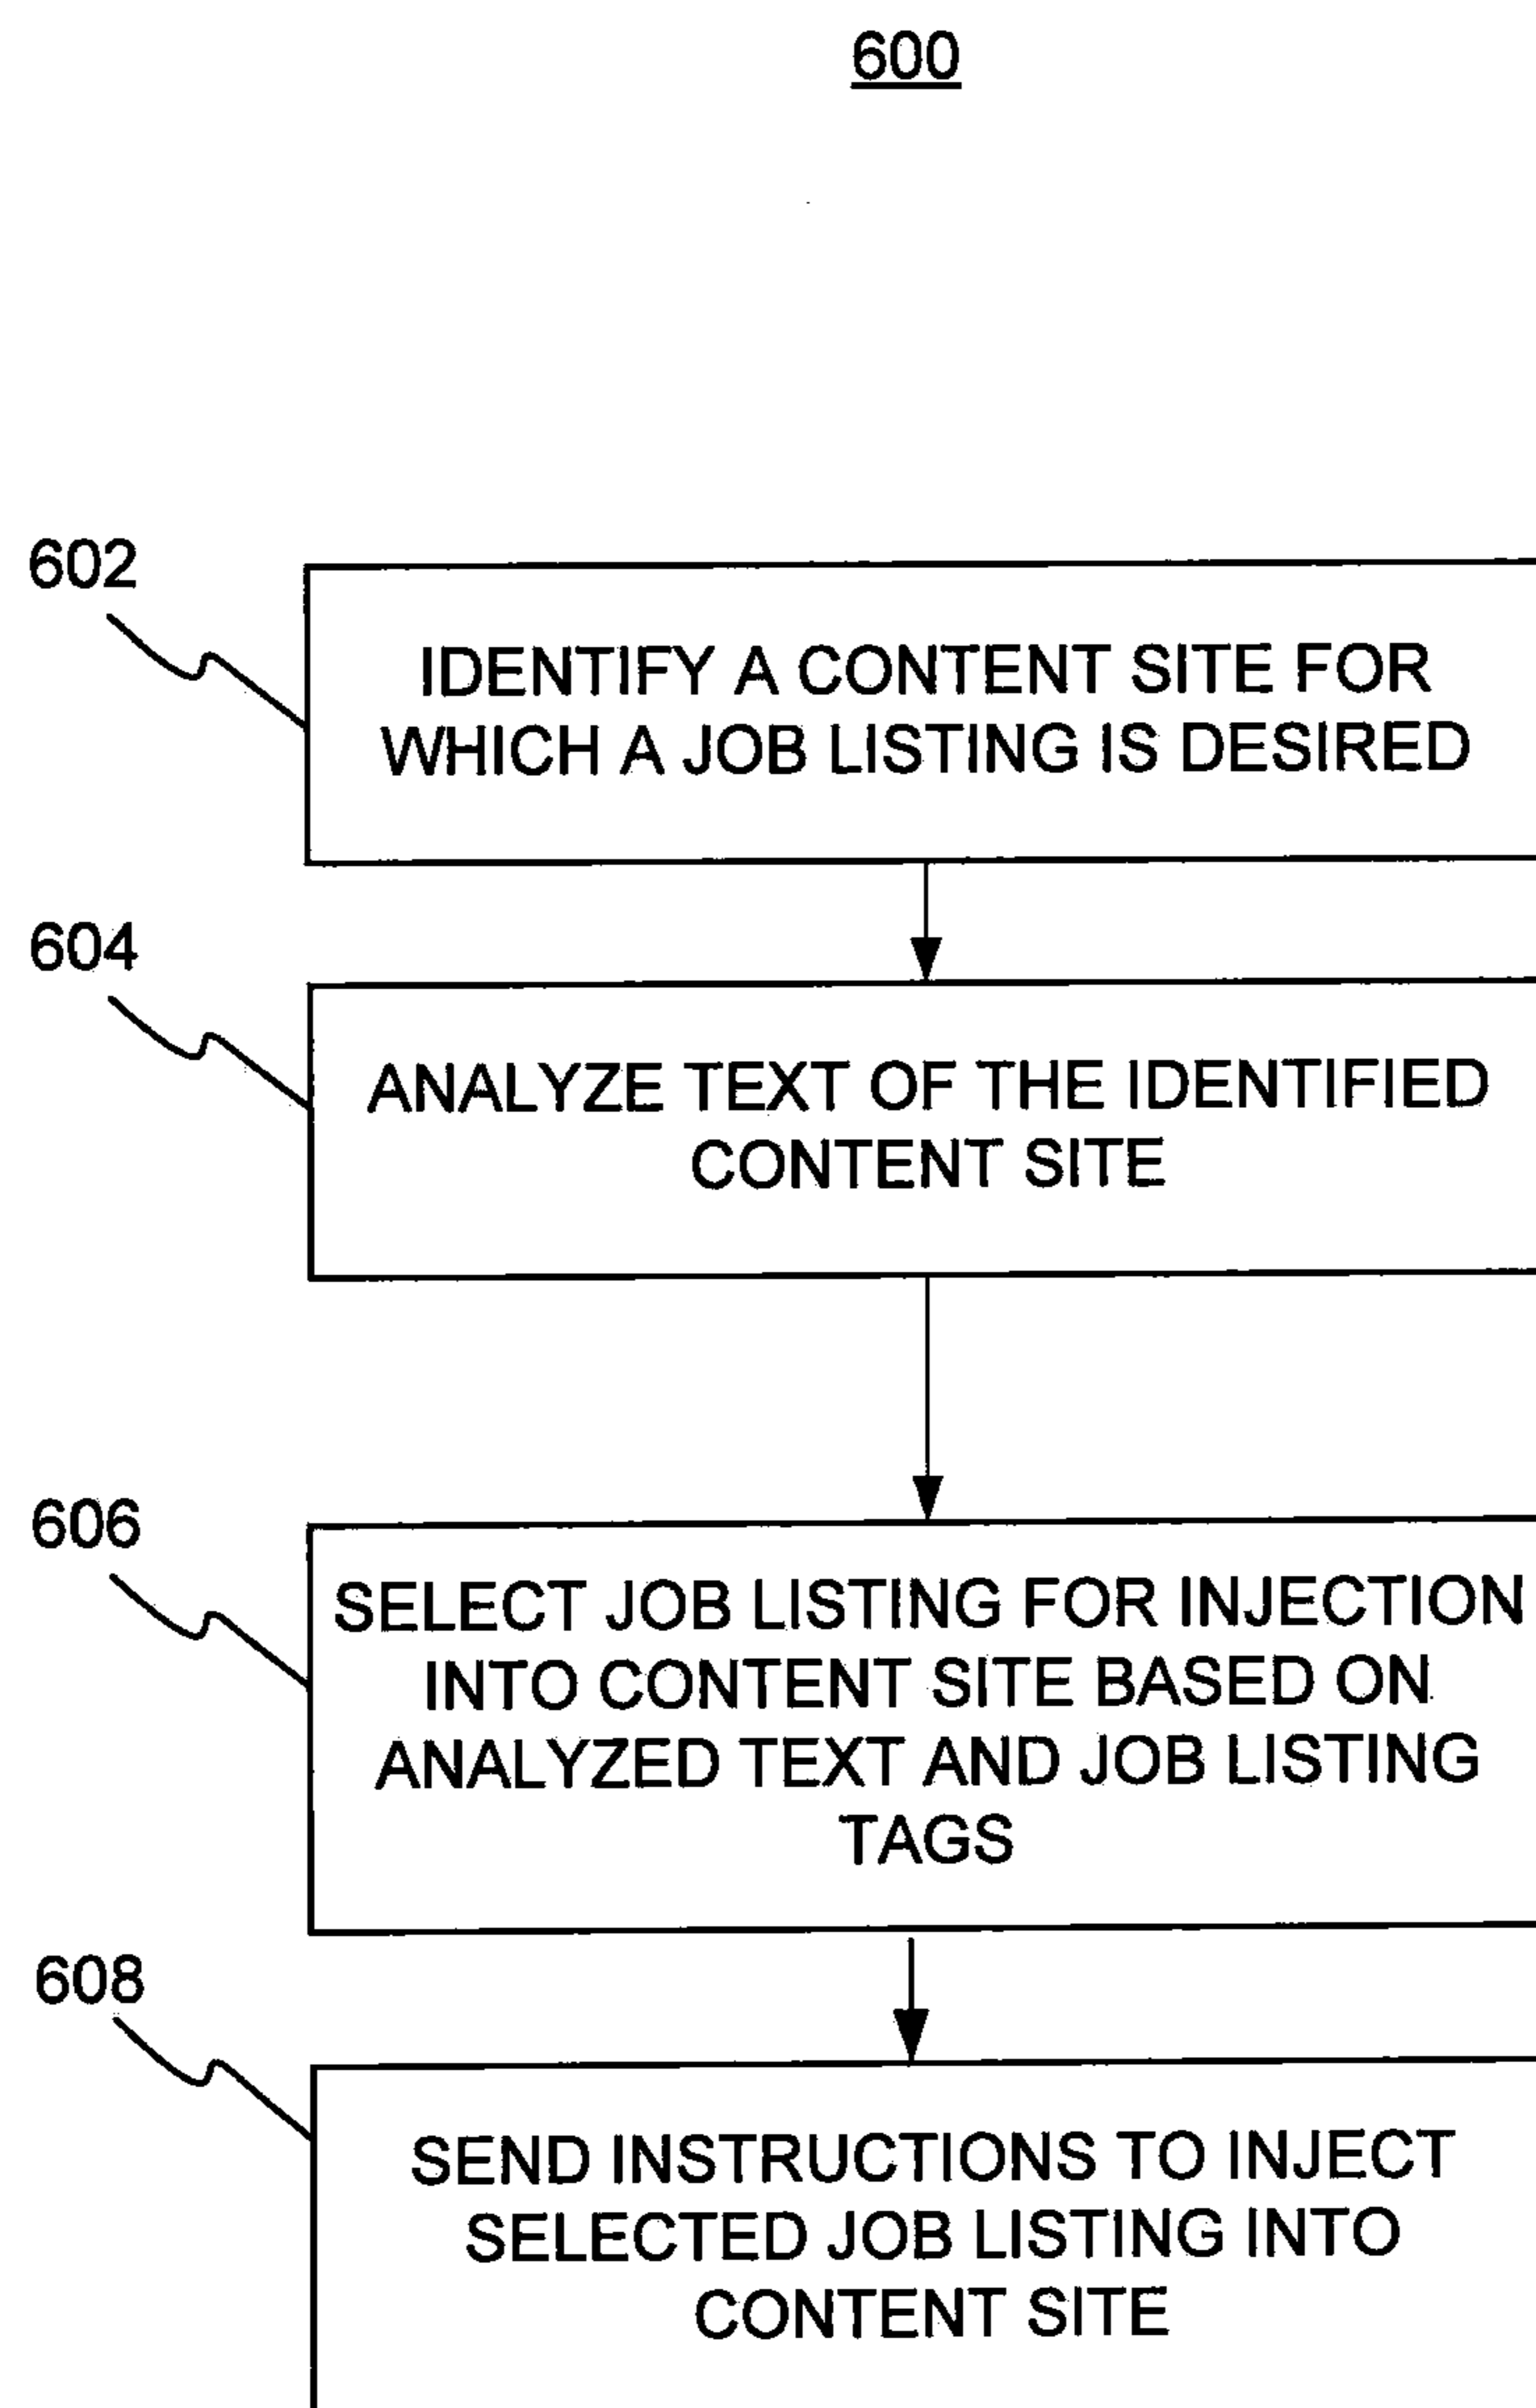 600
602
IDENTIFY A CONTENT SITE FOR
WHICH A JOB LISTING IS DESIRED
604
ANALYZE TEXT OF THE IDENTIFIED
CONTENT SITE
606
SELECT JOB LISTING FOR INJECTION
INTO CONTENT SITE BASED ON
ANALYZED TEXT AND JOB LISTING
TAGS
608
SEND INSTRUCTIONS TO INJECT
SELECTED JOB LISTING INTO
CONTENT SITE